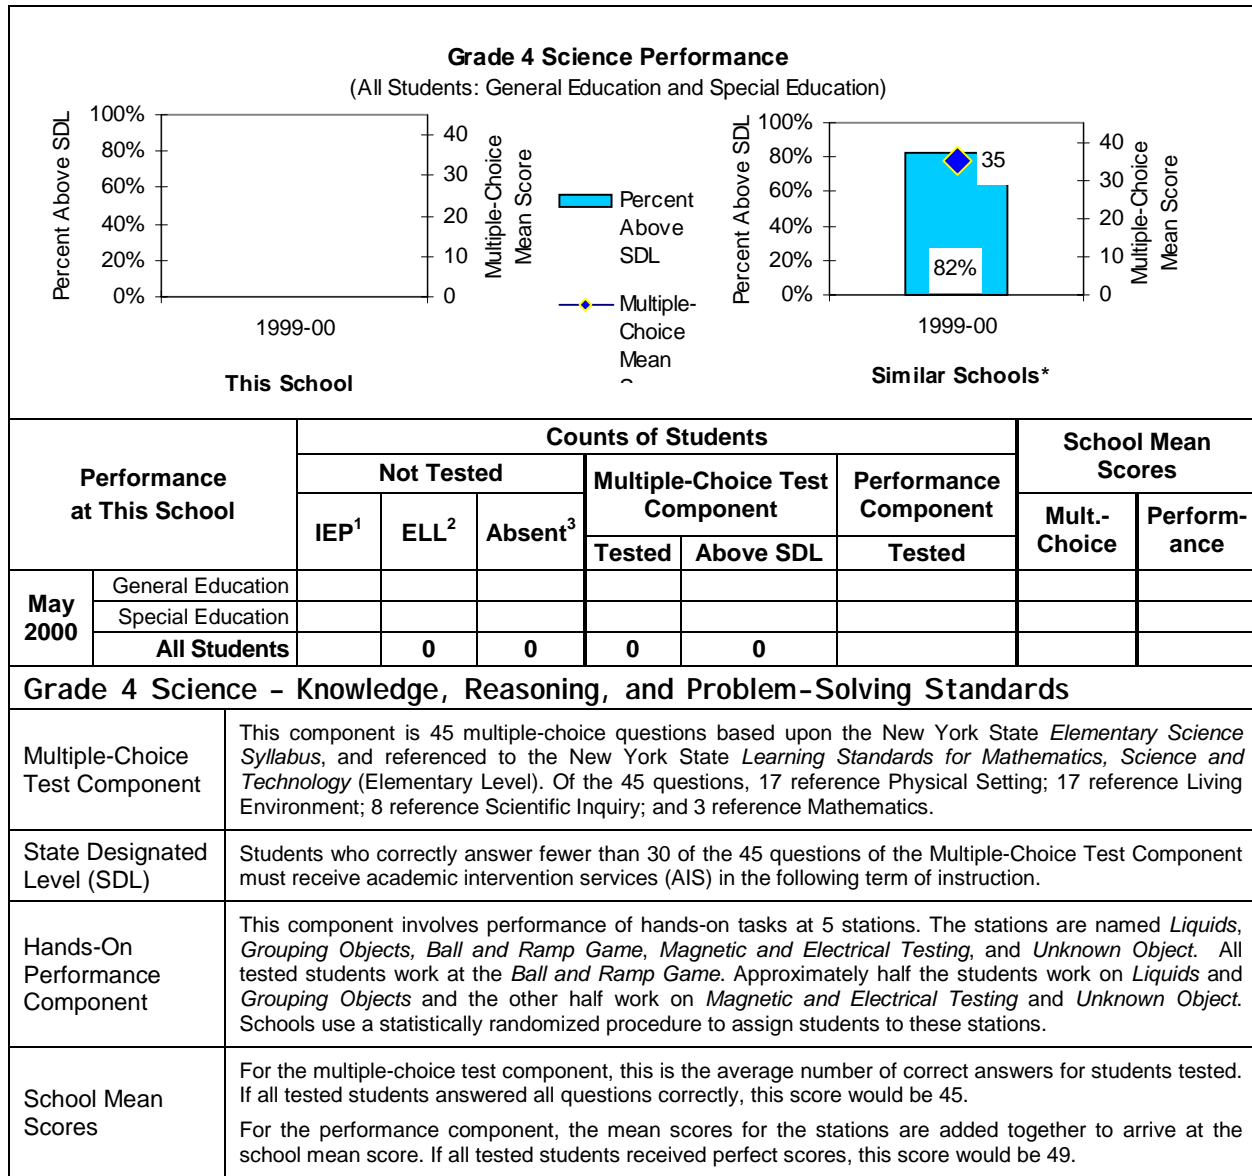 Grade 4 Science Performance
(All Students: General Education and Special Education)
Percent Above SDL
100%
80%
60%
40%
20%
0%
40
30
20
10
0
Multiple-Choice
Mean Score
1999-00
This School
Percent
Above
SDL
Multiple-
Choice
Mean
Percent Above SDL
100%
80%
60%
40%
20%
0%
35
82%
40
30
20
10
0
Multiple-Choice
Mean Score
1999-00
Similar Schools*
Performance
at This School
Counts of Students
School Mean
Scores
Not Tested
Multiple-Choice Test
Component
Performance
Component
IEP1
ELL2
Absent3
Tested
Above SDL
Tested
Mult.-
Choice
Perform-
ance
May
2000
General Education
Special Education
All Students 0 0 0 0
Grade 4 Science – Knowledge, Reasoning, and Problem-Solving Standards
Multiple-Choice
Test Component
This component is 45 multiple-choice questions based upon the New York State Elementary Science
Syllabus, and referenced to the New York State Learning Standards for Mathematics, Science and
Technology (Elementary Level). Of the 45 questions, 17 reference Physical Setting; 17 reference Living
Environment; 8 reference Scientific Inquiry; and 3 reference Mathematics.
State Designated
Level (SDL)
Students who correctly answer fewer than 30 of the 45 questions of the Multiple-Choice Test Component
must receive academic intervention services (AIS) in the following term of instruction.
Hands-On
Performance
Component
This component involves performance of hands-on tasks at 5 stations. The stations are named Liquids,
Grouping Objects, Ball and Ramp Game, Magnetic and Electrical Testing, and Unknown Object. All
tested students work at the Ball and Ramp Game. Approximately half the students work on Liquids and
Grouping Objects and the other half work on Magnetic and Electrical Testing and Unknown Object.
Schools use a statistically randomized procedure to assign students to these stations.
School Mean
Scores
For the multiple-choice test component, this is the average number of correct answers for students tested.
If all tested students answered all questions correctly, this score would be 45.
For the performance component, the mean scores for the stations are added together to arrive at the
school mean score. If all tested students received perfect scores, this score would be 49.